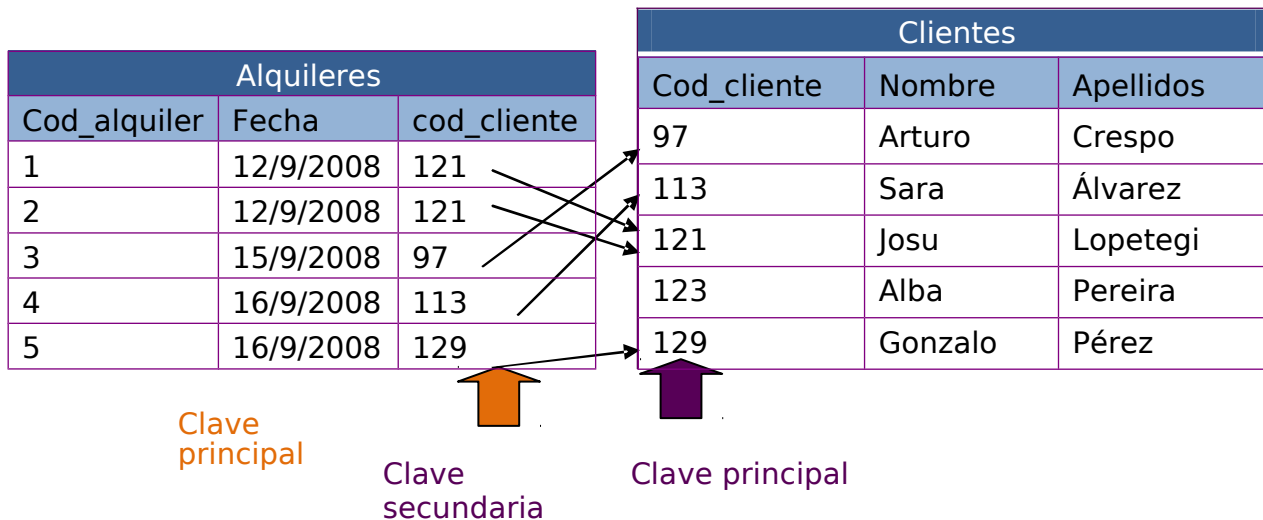 Alquileres
Cod_alquiler Fecha cod_cliente
1 12/9/2008 121
2 12/9/2008 121
3 15/9/2008 97
4 16/9/2008 113
5 16/9/2008 129
Clientes
Cod_cliente Nombre Apellidos
97 Arturo Crespo
113 Sara Álvarez
121 Josu Lopetegi
123 Alba Pereira
129 Gonzalo Pérez
Clave
principal
Clave
secundaria
Clave principal